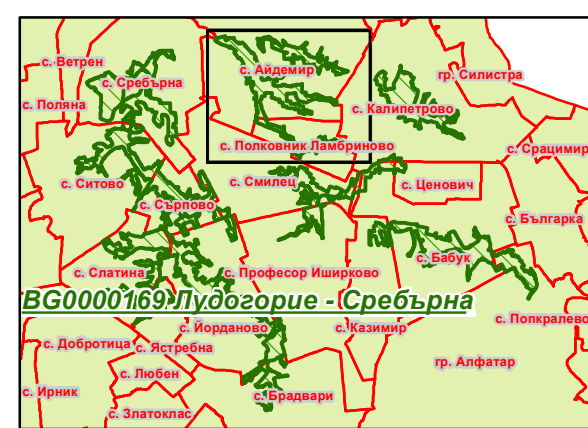 с. Ветрен
с. Айдемир
гр. Силистра
с. Сребърна
с. Поляна
с. Калипетрово
с. Полковник Ламбриново
с. Срацимир
с. Ситово
с. Смилец
с. Ценович
с. Сърпово
с. Българка
с. Бабук
с. Слатина
с. Професор Иширково
BG0000169 Лудогорие - Сребърна
с. Попкралево
с. Йорданово
с. Казимир
с. Добротица
с. Ястребна
гр. Алфатар
с. Любен
с. Ирник
с. Брадвари
с. Златоклас